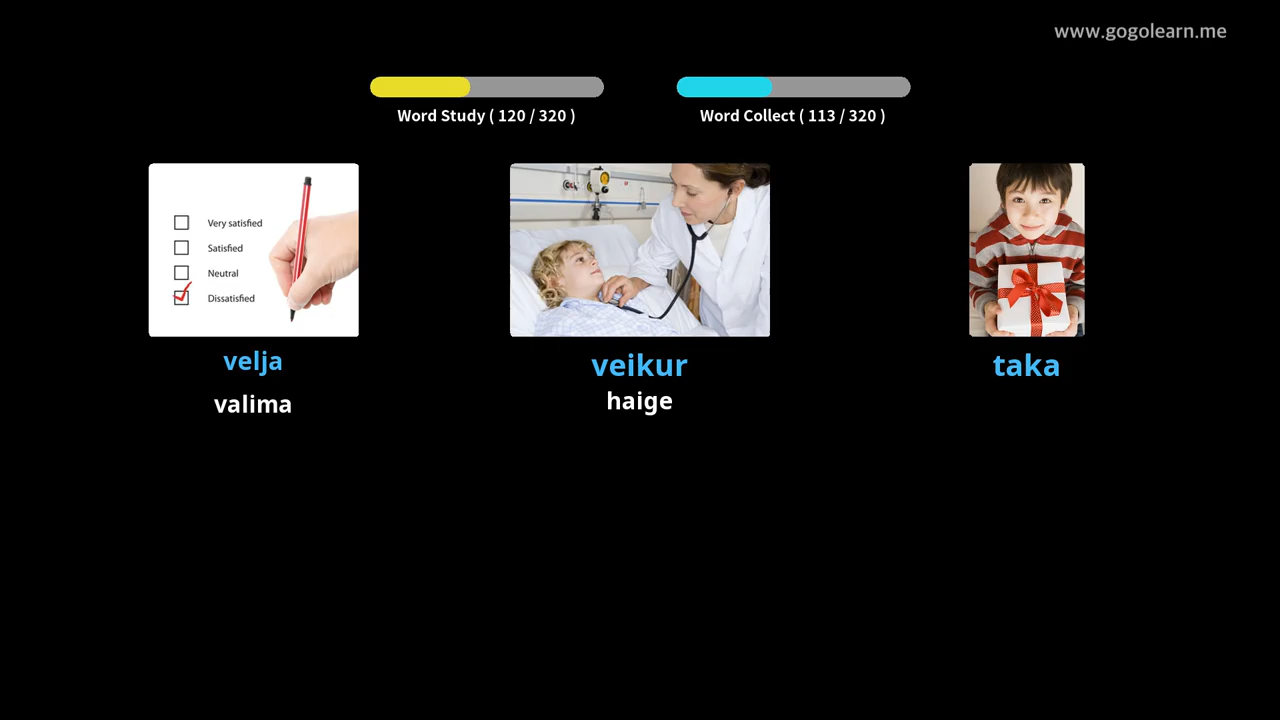 www.gogolearn.me
Word Study ( 120 / 320 )
Word Collect ( 113 / 320 )
Very satisfied
Satisfied
Neutral
Dissatisfied
velja
valima
veikur
haige
taka